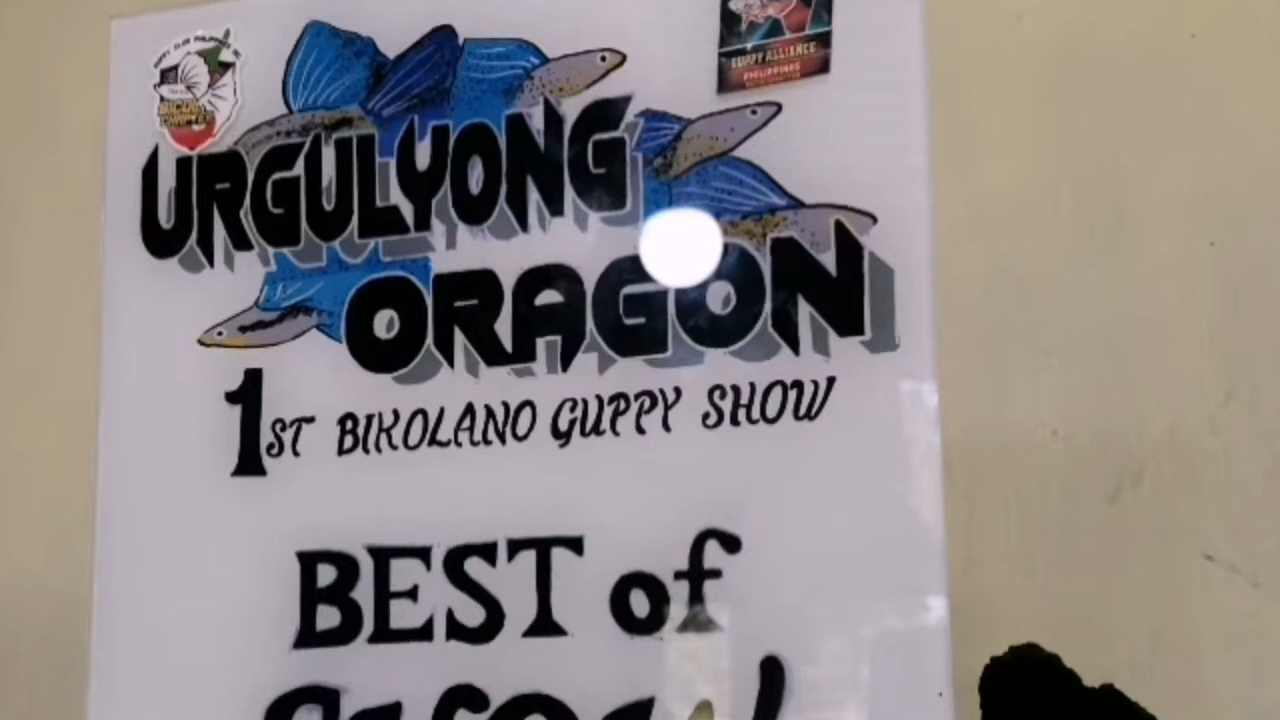 GUPPY ALLIANCE
PHILIPPINES
URGULYONG
ORAGON
1ST BIKOLANO GUPPY SHOW
BEST of